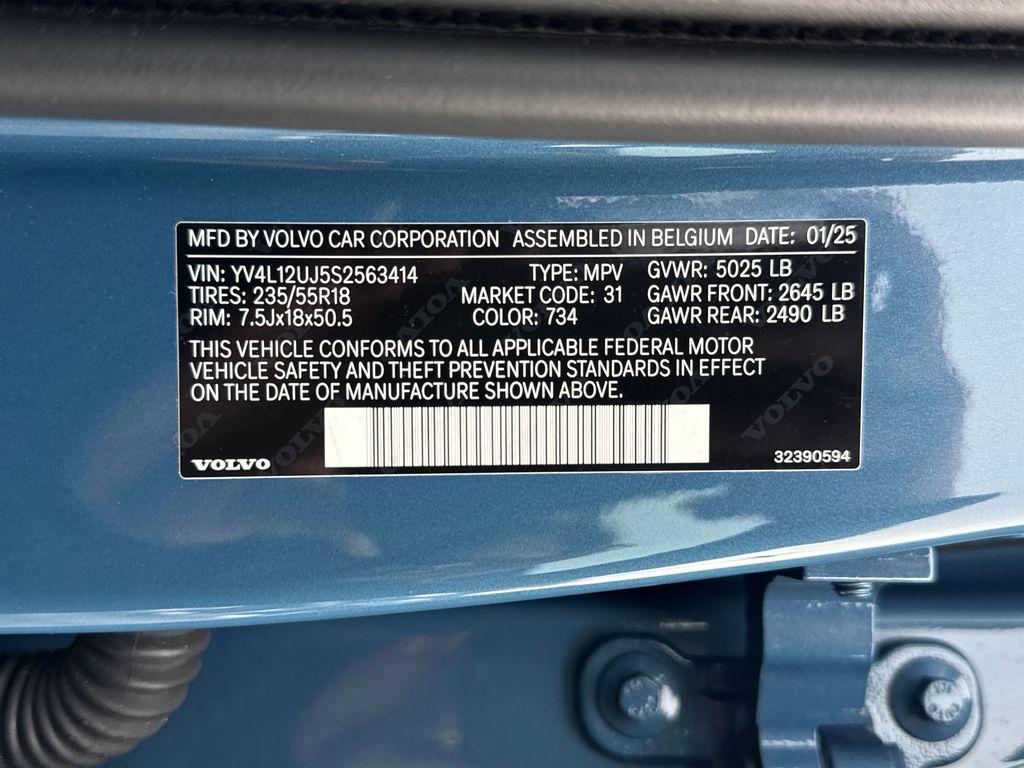 MFD BY VOLVO CAR CORPORATION ASSEMBLED IN BELGIUM DATE: 01/25
VIN: YV4L12UJ5S2563414 TYPE: MPV GVWR: 5025 LB
TIRES: 235/55R18 MARKET CODE: 31 GAWR FRONT: 2645 LB
RIM: 7.5Jx18x50.5 COLOR: 734 GAWR REAR: 2490 LB
THIS VEHICLE CONFORMS TO ALL APPLICABLE FEDERAL MOTOR
VEHICLE SAFETY AND THEFT PREVENTION STANDARDS IN EFFECT
ON THE DATE OF MANUFACTURE SHOWN ABOVE.
VOLVO 32390594